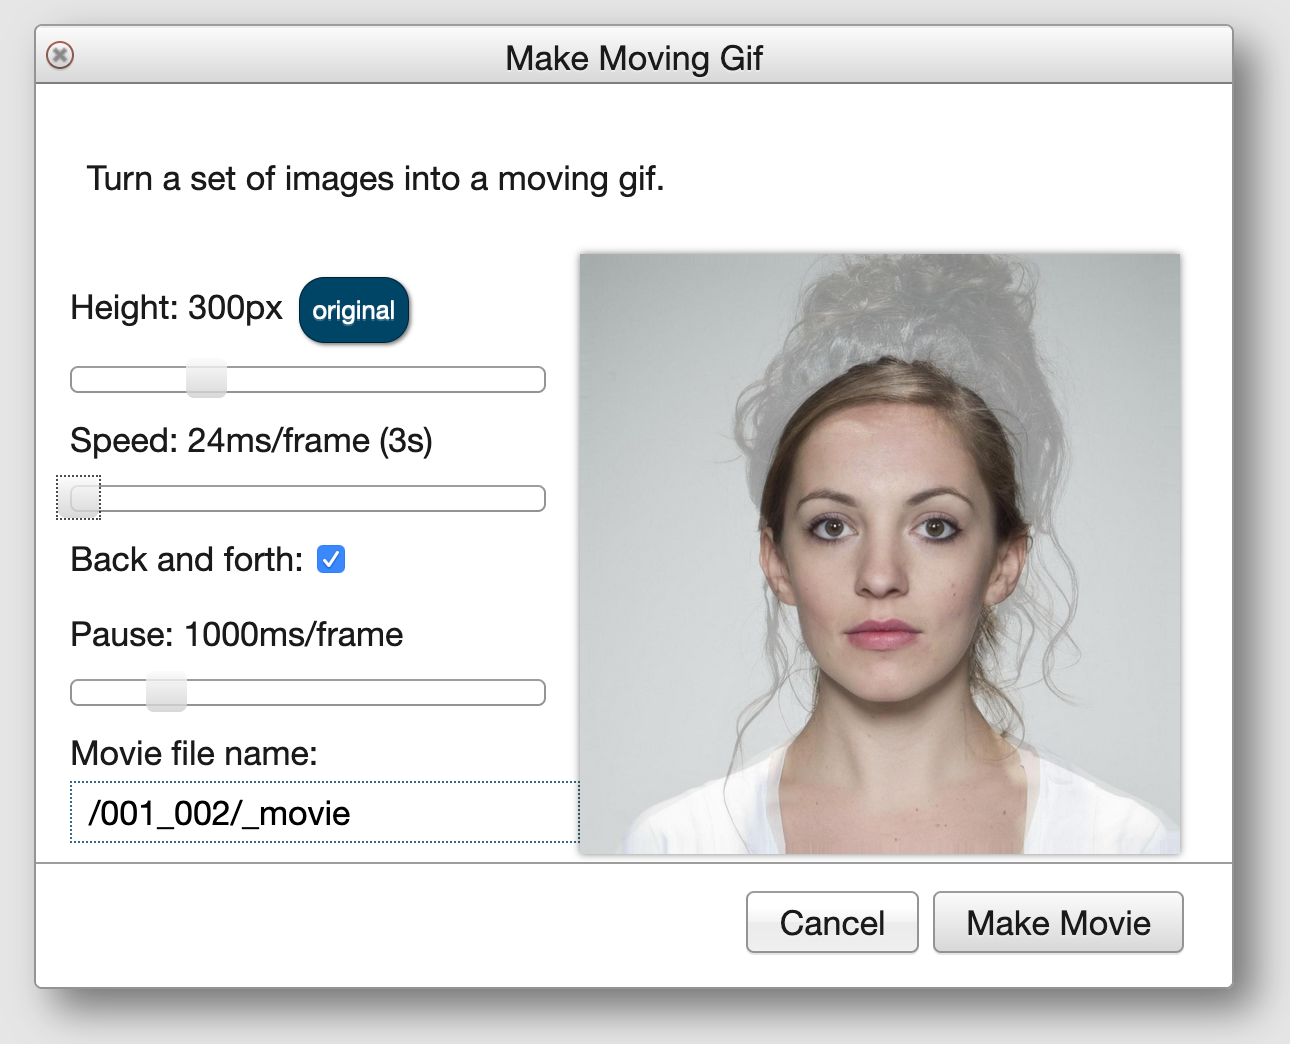 Make Moving Gif
Turn a set of images into a moving gif.
Height: 300px original
Speed: 24ms/frame (3s)
Back and forth:
Pause: 1000ms/frame
Movie file name:
/001_002/_movie
Cancel Make Movie